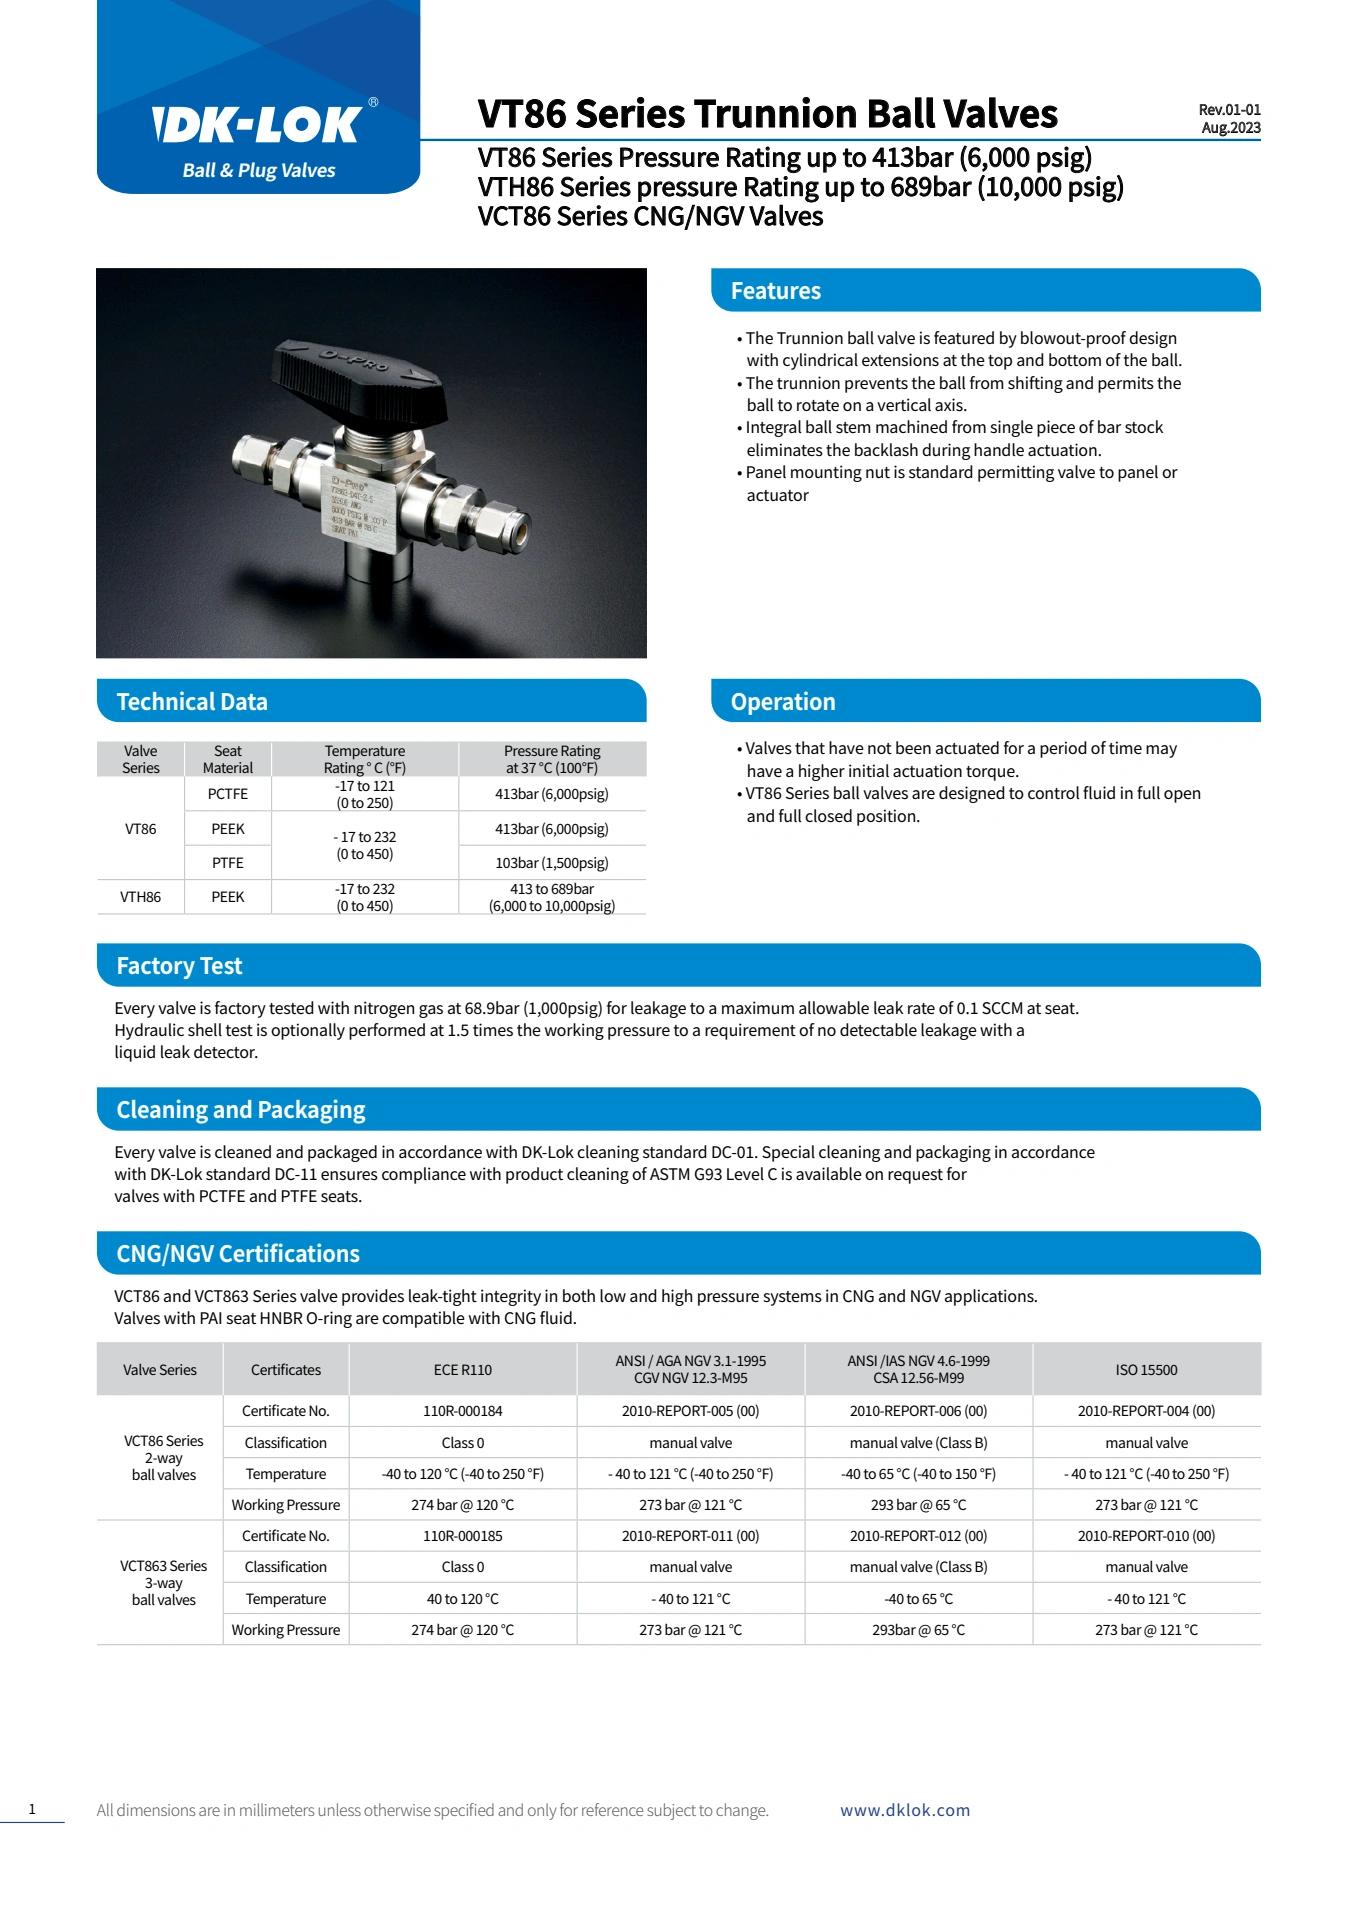 DK-LOK®
Ball & Plug Valves
VT86 Series Trunnion Ball Valves
Rev.01-01
Aug.2023
VT86 Series Pressure Rating up to 413bar (6,000 psig)
VTH86 Series pressure Rating up to 689bar (10,000 psig)
VCT86 Series CNG/NGV Valves
D-PRO
D-Pro
6000 PSIG @ 100°F
SEAT PAI
Features
• The Trunnion ball valve is featured by blowout-proof design
with cylindrical extensions at the top and bottom of the ball.
• The trunnion prevents the ball from shifting and permits the
ball to rotate on a vertical axis.
• Integral ball stem machined from single piece of bar stock
eliminates the backlash during handle actuation.
• Panel mounting nut is standard permitting valve to panel or
actuator
Technical Data
Valve Series Seat Material Temperature Rating ° C (°F) Pressure Rating at 37 °C (100°F)
VT86 PCTFE -17 to 121 (0 to 250) 413bar (6,000psig)
PEEK - 17 to 232 (0 to 450) 413bar (6,000psig)
PTFE 103bar (1,500psig)
VTH86 PEEK -17 to 232 (0 to 450) 413 to 689bar (6,000 to 10,000psig)
Operation
• Valves that have not been actuated for a period of time may
have a higher initial actuation torque.
• VT86 Series ball valves are designed to control fluid in full open
and full closed position.
Factory Test
Every valve is factory tested with nitrogen gas at 68.9bar (1,000psig) for leakage to a maximum allowable leak rate of 0.1 SCCM at seat.
Hydraulic shell test is optionally performed at 1.5 times the working pressure to a requirement of no detectable leakage with a
liquid leak detector.
Cleaning and Packaging
Every valve is cleaned and packaged in accordance with DK-Lok cleaning standard DC-01. Special cleaning and packaging in accordance
with DK-Lok standard DC-11 ensures compliance with product cleaning of ASTM G93 Level C is available on request for
valves with PCTFE and PTFE seats.
CNG/NGV Certifications
VCT86 and VCT863 Series valve provides leak-tight integrity in both low and high pressure systems in CNG and NGV applications.
Valves with PAI seat HNBR O-ring are compatible with CNG fluid.
Valve Series Certificates ECE R110 ANSI / AGA NGV 3.1-1995 CGV NGV 12.3-M95 ANSI /IAS NGV 4.6-1999 CSA 12.56-M99 ISO 15500
VCT86 Series 2-way ball valves
Certificate No. 110R-000184 2010-REPORT-005 (00) 2010-REPORT-006 (00) 2010-REPORT-004 (00)
Classification Class 0 manual valve manual valve (Class B) manual valve
Temperature -40 to 120 °C (-40 to 250 °F) - 40 to 121 °C (-40 to 250 °F) -40 to 65 °C (-40 to 150 °F) - 40 to 121 °C (-40 to 250 °F)
Working Pressure 274 bar @ 120 °C 273 bar @ 121 °C 293 bar @ 65 °C 273 bar @ 121 °C
VCT863 Series 3-way ball valves
Certificate No. 110R-000185 2010-REPORT-011 (00) 2010-REPORT-012 (00) 2010-REPORT-010 (00)
Classification Class 0 manual valve manual valve (Class B) manual valve
Temperature 40 to 120 °C - 40 to 121 °C -40 to 65 °C - 40 to 121 °C
Working Pressure 274 bar @ 120 °C 273 bar @ 121 °C 293bar @ 65 °C 273 bar @ 121 °C
1
All dimensions are in millimeters unless otherwise specified and only for reference subject to change.
www.dklok.com